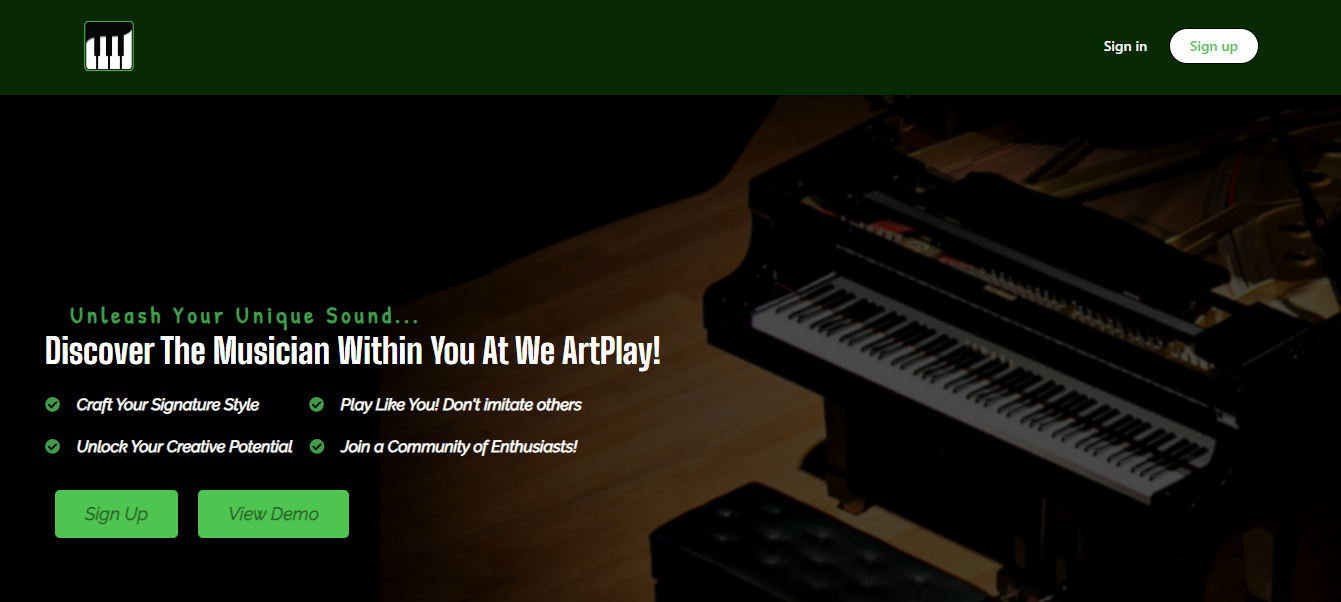 Sign in
Sign up
Unleash Your Unique Sound...
Discover The Musician Within You At We ArtPlay!
Craft Your Signature Style
Play Like You! Don't imitate others
Unlock Your Creative Potential
Join a Community of Enthusiasts!
Sign Up
View Demo